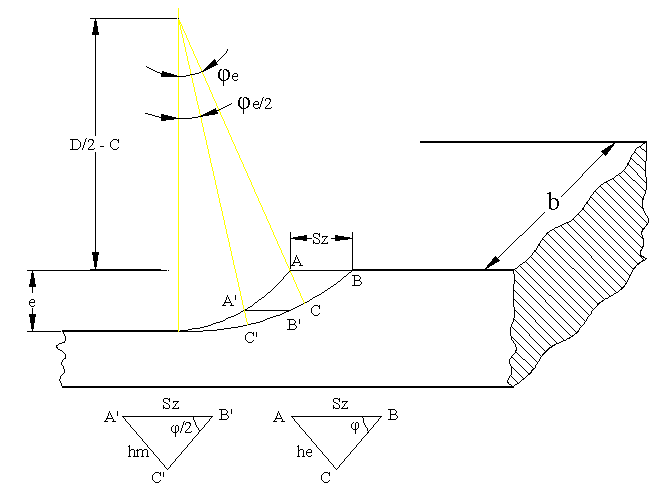 φe
φe/2
D/2 - C
b
Sz
A
B
e
A'
B'
C
C'
Sz
Sz
A'
B'
A
B
φ/2
φ
hm
he
C'
C